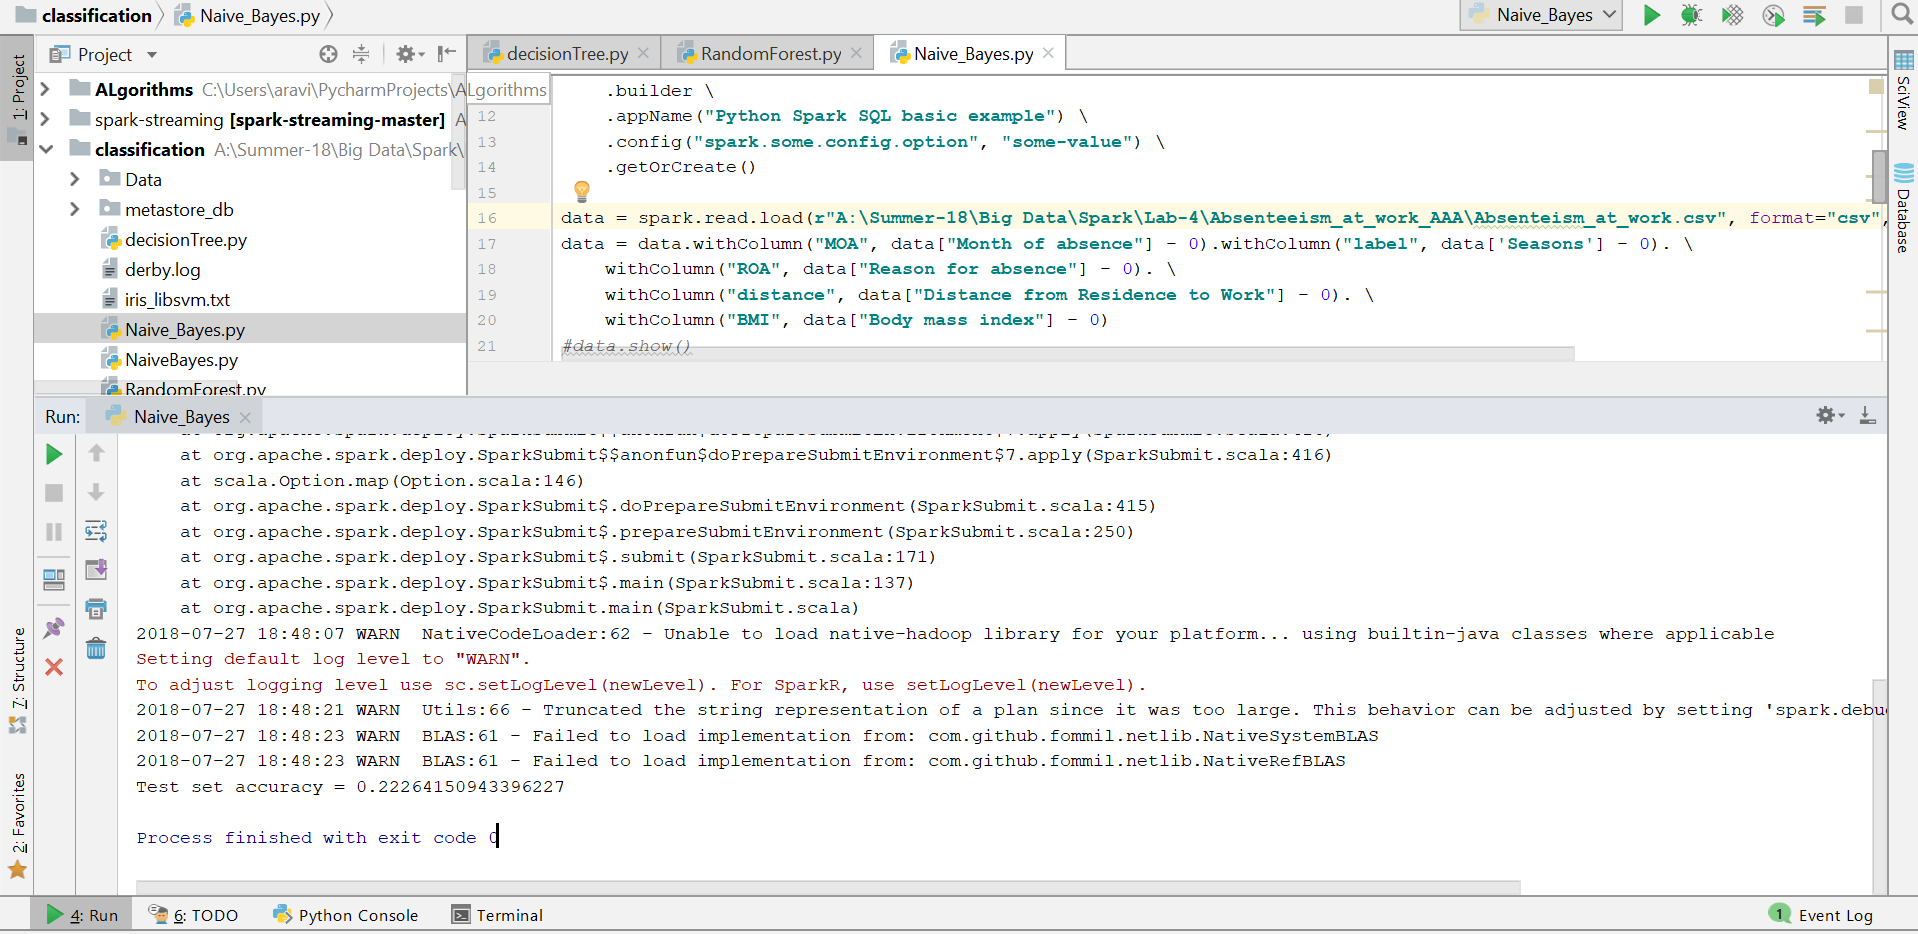 classification
Naive_Bayes.py
Naive_Bayes
Project
decisionTree.py
RandomForest.py
Naive_Bayes.py
1: Project
ALgorithms C:\Users\aravi\PycharmProjects\ALgorithms
spark-streaming [spark-streaming-master] A
classification A:\Summer-18\Big Data\Spark\
Data
metastore_db
decisionTree.py
derby.log
iris_libsvm.txt
Naive_Bayes.py
NaiveBayes.py
RandomForest.py
.builder \
12 .appName("Python Spark SQL basic example") \
13 .config("spark.some.config.option", "some-value") \
14 .getOrCreate()
15
16 data = spark.read.load(r"A:\Summer-18\Big Data\Spark\Lab-4\Absenteeism_at_work_AAA\Absenteism_at_work.csv", format="csv",
17 data = data.withColumn("MOA", data["Month of absence"] - 0).withColumn("label", data['Seasons'] - 0). \
18 withColumn("ROA", data["Reason for absence"] - 0). \
19 withColumn("distance", data["Distance from Residence to Work"] - 0). \
20 withColumn("BMI", data["Body mass index"] - 0)
21 #data.show()
SciView
Database
Run: Naive_Bayes
at org.apache.spark.deploy.SparkSubmit$$anonfun$doPrepareSubmitEnvironment$7.apply(SparkSubmit.scala:416)
at scala.Option.map(Option.scala:146)
at org.apache.spark.deploy.SparkSubmit$.doPrepareSubmitEnvironment(SparkSubmit.scala:415)
at org.apache.spark.deploy.SparkSubmit$.prepareSubmitEnvironment(SparkSubmit.scala:250)
at org.apache.spark.deploy.SparkSubmit$.submit(SparkSubmit.scala:171)
at org.apache.spark.deploy.SparkSubmit$.main(SparkSubmit.scala:137)
at org.apache.spark.deploy.SparkSubmit.main(SparkSubmit.scala)
2018-07-27 18:48:07 WARN  NativeCodeLoader:62 - Unable to load native-hadoop library for your platform... using builtin-java classes where applicable
Setting default log level to "WARN".
To adjust logging level use sc.setLogLevel(newLevel). For SparkR, use setLogLevel(newLevel).
2018-07-27 18:48:21 WARN  Utils:66 - Truncated the string representation of a plan since it was too large. This behavior can be adjusted by setting 'spark.debu
2018-07-27 18:48:23 WARN  BLAS:61 - Failed to load implementation from: com.github.fommil.netlib.NativeSystemBLAS
2018-07-27 18:48:23 WARN  BLAS:61 - Failed to load implementation from: com.github.fommil.netlib.NativeRefBLAS
Test set accuracy = 0.22264150943396227
Process finished with exit code 0
7: Structure
2: Favorites
4: Run
6: TODO
Python Console
Terminal
1 Event Log